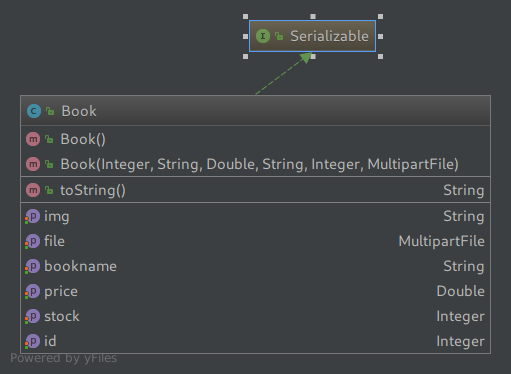 I Serializable
c Book
m Book()
m Book(Integer, String, Double, String, Integer, MultipartFile)
m toString() String
p img String
p file MultipartFile
p bookname String
p price Double
p stock Integer
p id Integer
Powered by yFiles